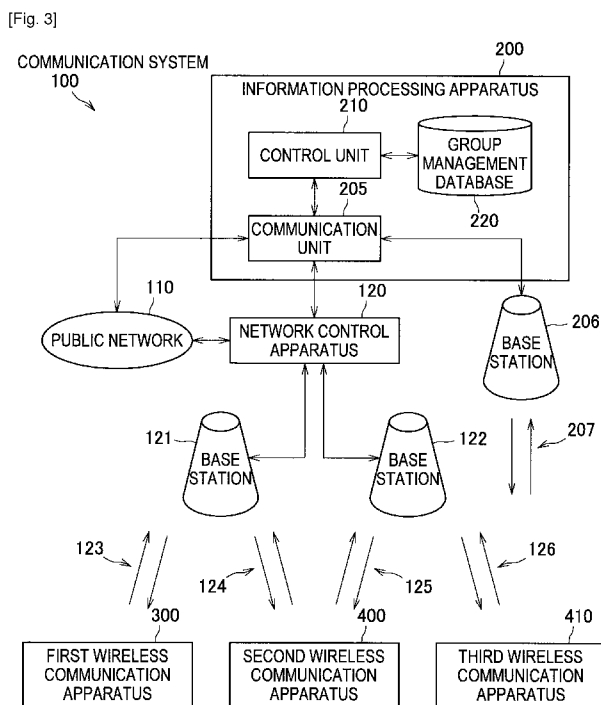 [Fig. 3]
COMMUNICATION SYSTEM
100
200
INFORMATION PROCESSING APPARATUS
210
CONTROL UNIT
GROUP
MANAGEMENT
DATABASE
220
205
COMMUNICATION
UNIT
110
PUBLIC NETWORK
120
NETWORK CONTROL
APPARATUS
206
BASE
STATION
207
121
BASE
STATION
122
BASE
STATION
123
124
125
126
300
FIRST WIRELESS
COMMUNICATION
APPARATUS
400
SECOND WIRELESS
COMMUNICATION
APPARATUS
410
THIRD WIRELESS
COMMUNICATION
APPARATUS